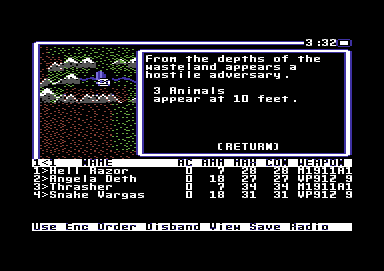 3:32
From the depths of the
wasteland appears a
hostile adversary.
3 Animals
appear at 10 feet.
(RETURN)
1<1 NAME AC AMM MAX CON WEAPON
1>Hell Razor 0 7 28 28 M1911A1
2>Angela Deth 0 18 27 27 VP912 9
3>Thrasher 0 7 34 34 M1911A1
4>Snake Vargas 0 18 31 31 VP912 9
Use Enc Order Disband View Save Radio